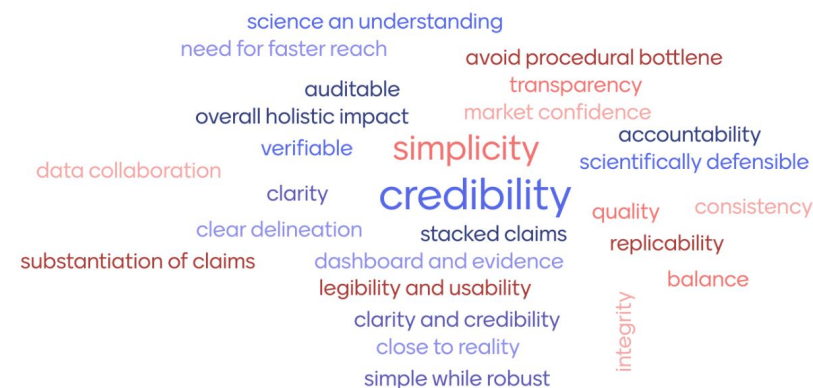 science an understanding
need for faster reach
avoid procedural bottlene
auditable
transparency
overall holistic impact
market confidence
accountability
verifiable
simplicity
scientifically defensible
data collaboration
clarity
credibility
quality
consistency
clear delineation
stacked claims
replicability
substantiation of claims
dashboard and evidence
balance
legibility and usability
integrity
clarity and credibility
close to reality
simple while robust